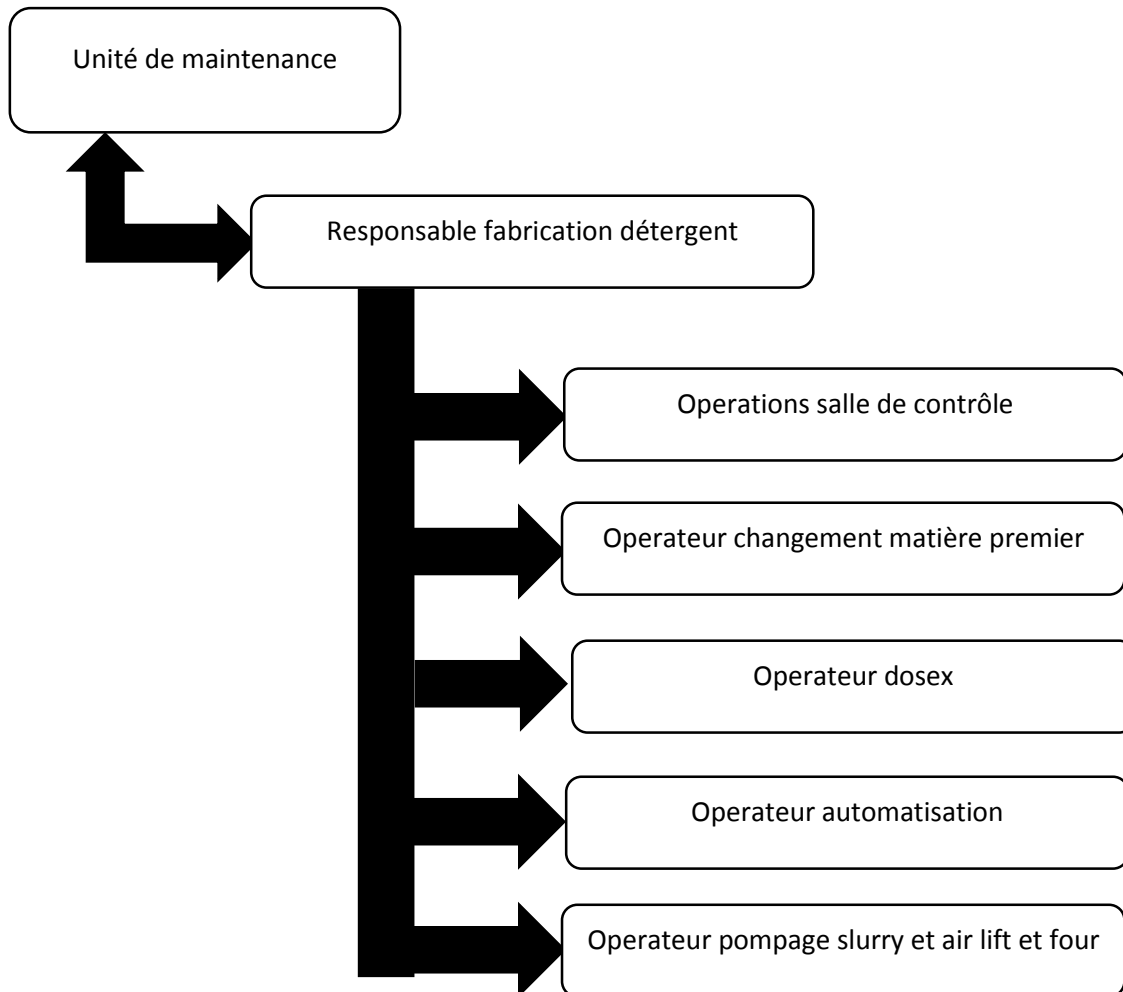 Unité de maintenance
Responsable fabrication détergent
Operations salle de contrôle
Operateur changement matière premier
Operateur dosex
Operateur automatisation
Operateur pompage slurry et air lift et four